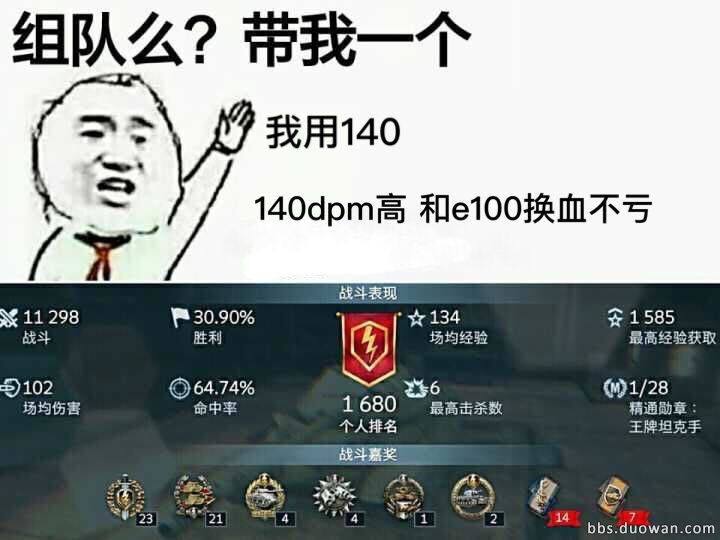 组队么？带我一个
我用140
140dpm高 和e100换血不亏
战斗表现
11 298
战斗
30.90%
胜利
134
场均经验
1 585
最高经验获取
102
场均伤害
64.74%
命中率
1 680
个人排名
6
最高击杀数
1/28
精通勋章：
王牌坦克手
战斗嘉奖
23
21
4
4
1
2
14
7
bbs.duowan.com